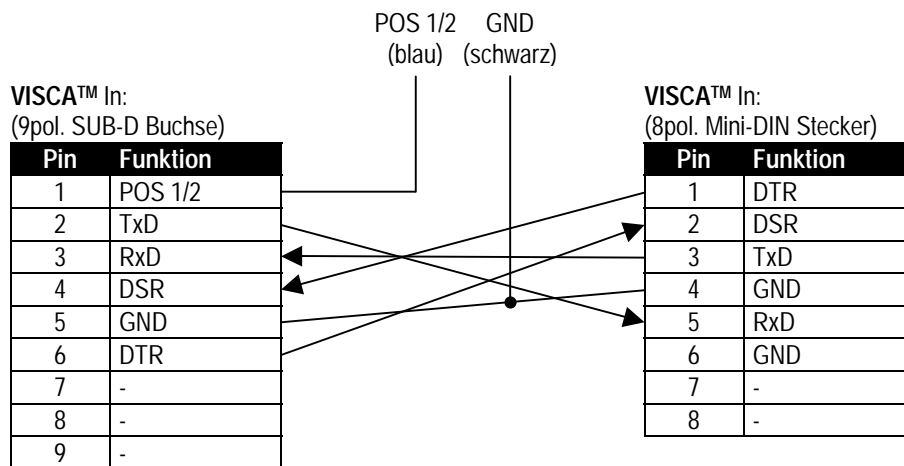 POS 1/2 GND
(blau) (schwarz)
VISCA™ In:
(9pol. SUB-D Buchse)
Pin Funktion
1 POS 1/2
2 TxD
3 RxD
4 DSR
5 GND
6 DTR
7 -
8 -
9 -
VISCA™ In:
(8pol. Mini-DIN Stecker)
Pin Funktion
1 DTR
2 DSR
3 TxD
4 GND
5 RxD
6 GND
7 -
8 -